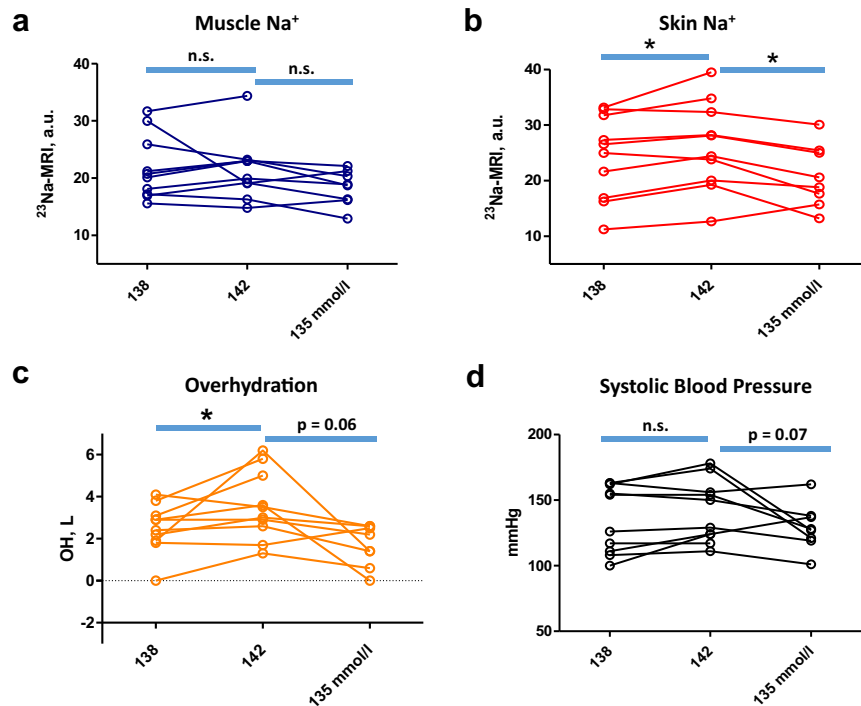 a
Muscle Na⁺
n.s.
n.s.
40
30
20
10
²³Na-MRI, a.u.
138
142
135 mmol/l
b
Skin Na⁺
*
*
40
30
20
10
²³Na-MRI, a.u.
138
142
135 mmol/l
c
Overhydration
*
p = 0.06
6
4
2
0
-2
OH, L
138
142
135 mmol/l
d
Systolic Blood Pressure
n.s.
p = 0.07
200
150
100
50
mmHg
138
142
135 mmol/l